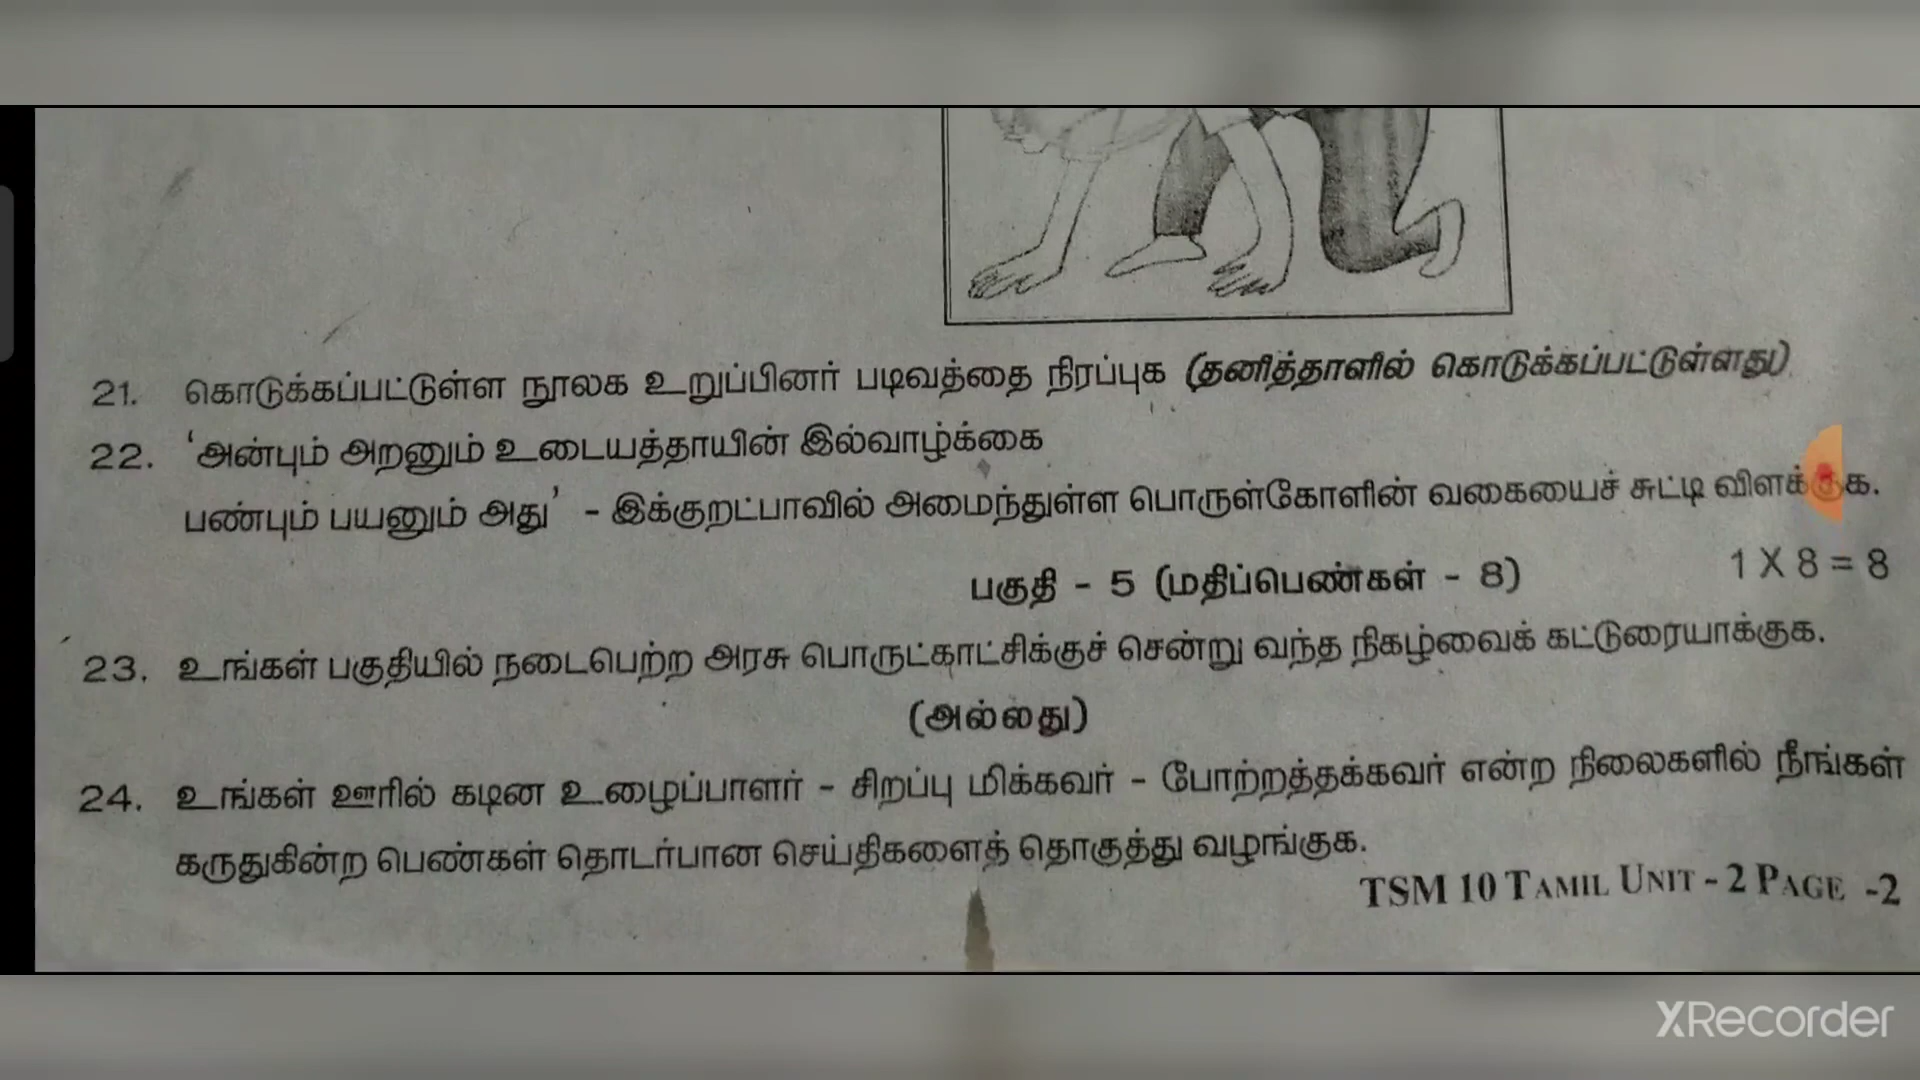 21. கொடுக்கப்பட்டுள்ள நூலக உறுப்பினர் படிவத்தை நிரப்புக (தனித்தாளில் கொடுக்கப்பட்டுள்ளது)
22. 'அன்பும் அறனும் உடையத்தாயின் இல்வாழ்க்கை
பண்பும் பயனும் அது' - இக்குறட்பாவில் அமைந்துள்ள பொருள்கோளின் வகையைச் சுட்டி விளக்குக.
பகுதி - 5 (மதிப்பெண்கள் - 8) 1 X 8 = 8
23. உங்கள் பகுதியில் நடைபெற்ற அரசு பொருட்காட்சிக்குச் சென்று வந்த நிகழ்வைக் கட்டுரையாக்குக.
(அல்லது)
24. உங்கள் ஊரில் கடின உழைப்பாளர் - சிறப்பு மிக்கவர் - போற்றத்தக்கவர் என்ற நிலைகளில் நீங்கள்
கருதுகின்ற பெண்கள் தொடர்பான செய்திகளைத் தொகுத்து வழங்குக.
TSM 10 TAMIL UNIT - 2 PAGE -2
XRecorder